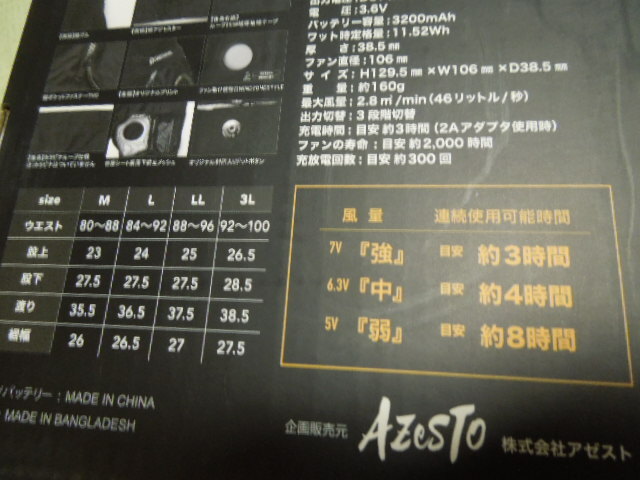 電 圧：3.6V
バッテリー容量：3200mAh
ワット時定格量：11.52Wh
厚 さ：38.5㎜
ファン直径：106㎜
サイズ：H129.5㎜×W106㎜×D38.5㎜
重 量：約160g
最大風量：2.8㎥/min(46リットル/秒)
出力切替：3段階切替
充電時間：目安約3時間(2Aアダプタ使用時)
ファンの寿命：目安約2,000時間
充放電回数：目安約300回
size M L LL 3L
ウエスト 80〜88 84〜92 88〜96 92〜100
股上 23 24 25 26.5
股下 27.5 27.5 27.5 28.5
渡り 35.5 36.5 37.5 38.5
裾幅 26 26.5 27 27.5
風量 連続使用可能時間
7V 『強』 目安 約3時間
6.3V 『中』 目安 約4時間
5V 『弱』 目安 約8時間
バッテリー：MADE IN CHINA
：MADE IN BANGLADESH
企画販売元 AZESTO 株式会社アゼスト